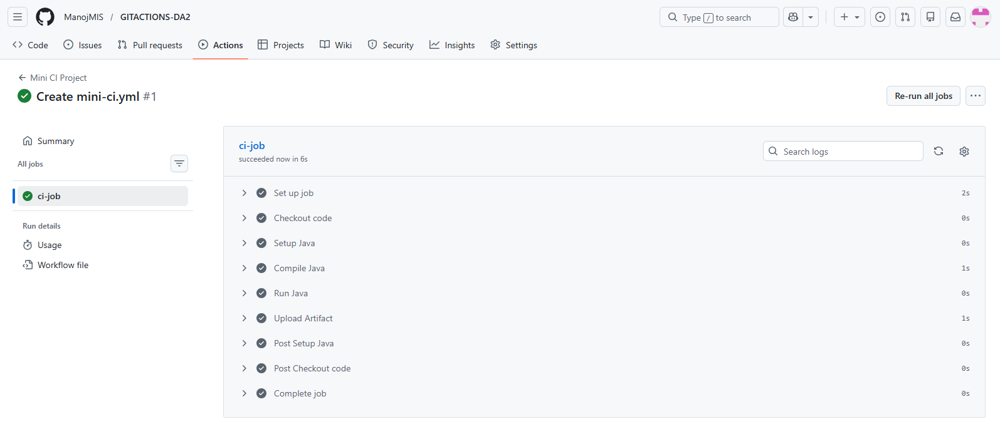 ManojMIS / GITACTIONS-DA2
Type / to search
Code Issues Pull requests Actions Projects Wiki Security Insights Settings
← Mini CI Project
Create mini-ci.yml #1
Re-run all jobs
Summary
All jobs
ci-job
Run details
Usage
Workflow file
ci-job
succeeded now in 6s
Search logs
Set up job 2s
Checkout code 0s
Setup Java 0s
Compile Java 1s
Run Java 0s
Upload Artifact 1s
Post Setup Java 0s
Post Checkout code 0s
Complete job 0s